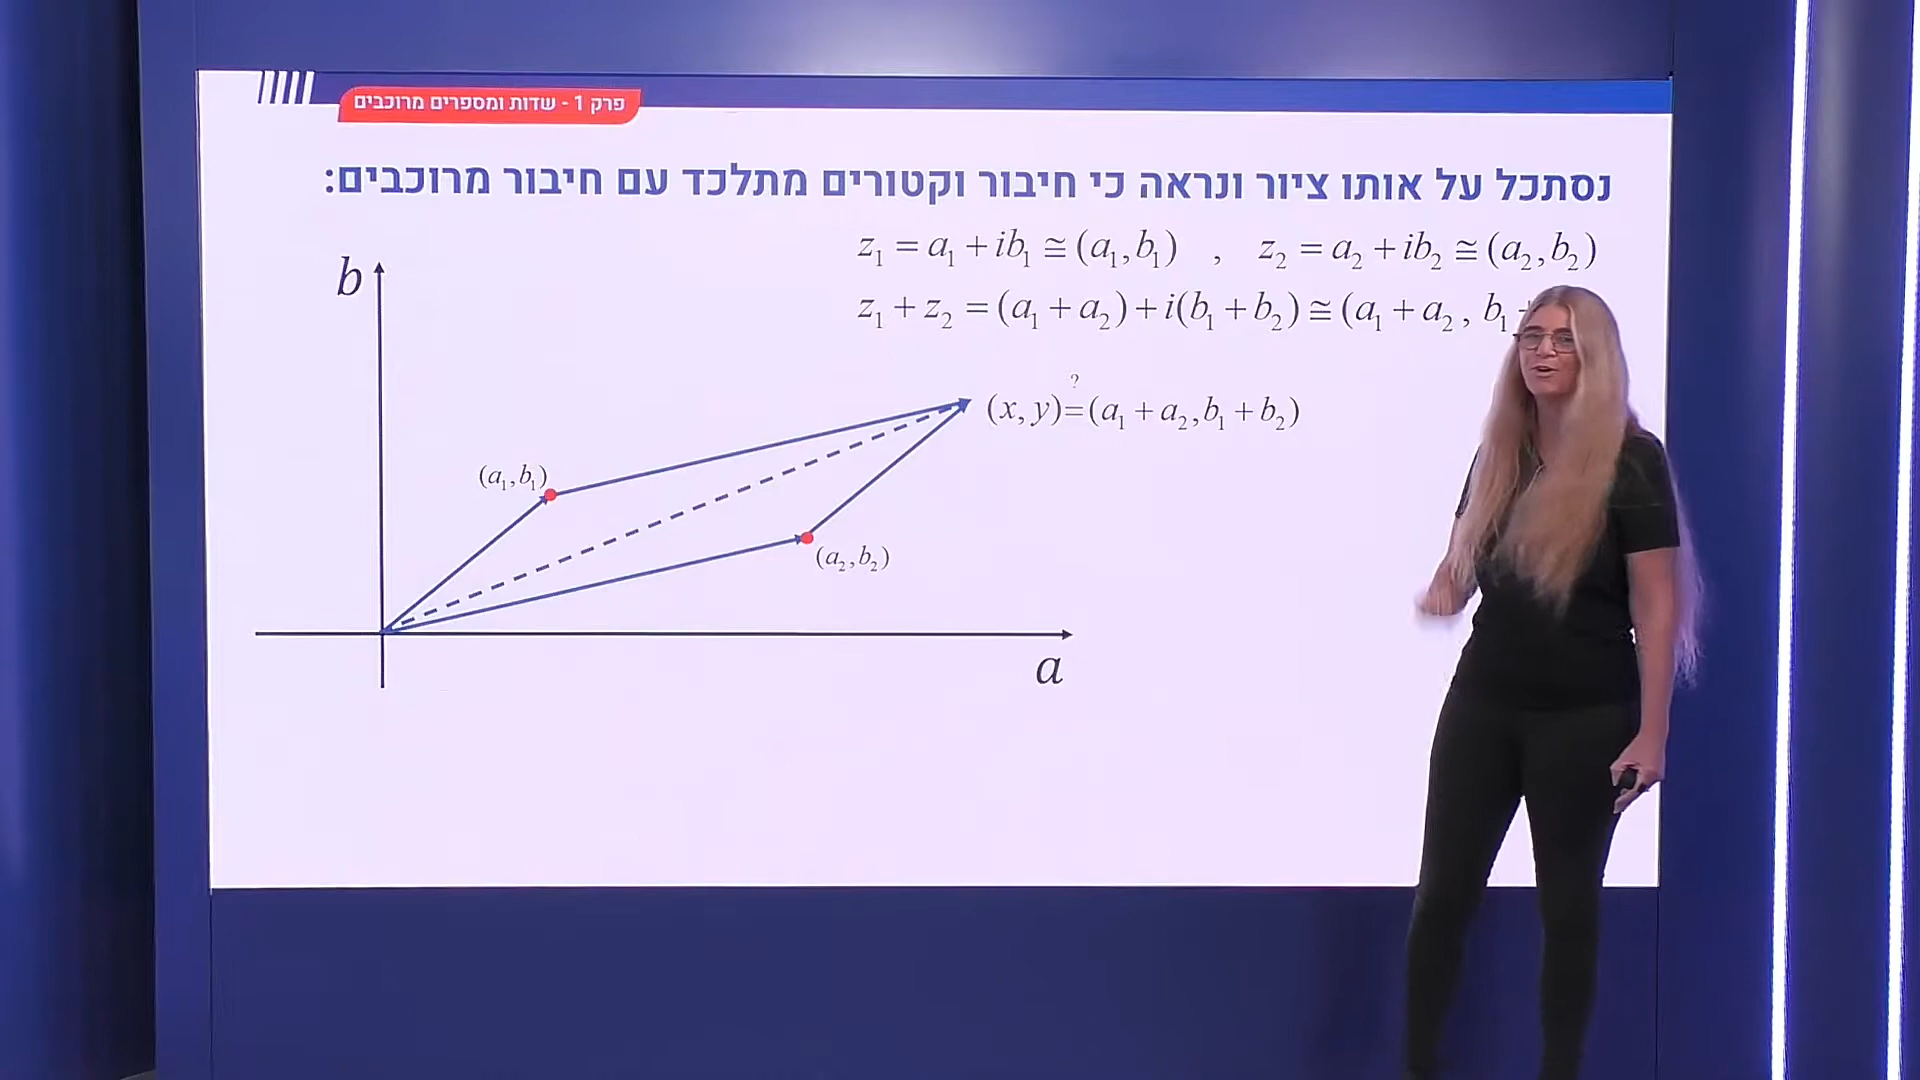 פרק 1 - שדות ומספרים מרוכבים
נסתכל על אותו ציור ונראה כי חיבור וקטורים מתלכד עם חיבור מרוכבים:
z₁ = a₁ + ib₁ ≅ (a₁, b₁) , z₂ = a₂ + ib₂ ≅ (a₂, b₂)
z₁ + z₂ = (a₁ + a₂) + i(b₁ + b₂) ≅ (a₁ + a₂ , b₁
b
?
(x, y) = (a₁ + a₂, b₁ + b₂)
(a₁, b₁)
(a₂, b₂)
a